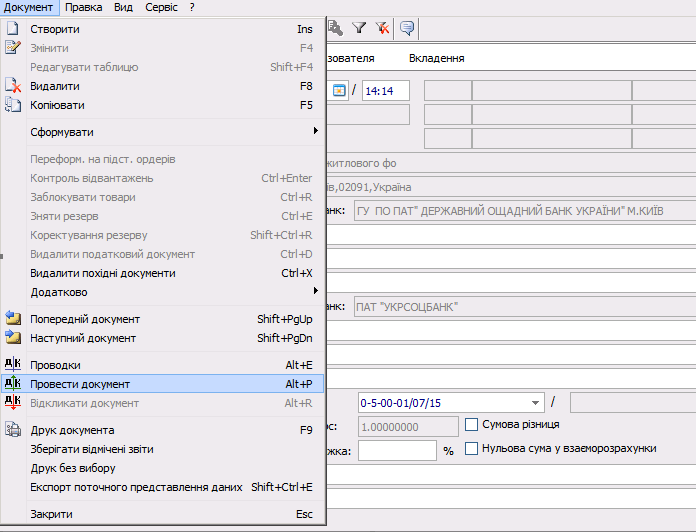 Документ Правка Вид Сервіс ?
Створити Ins
Змінити F4
Редагувати таблицю Shift+F4
Видалити F8
Копіювати F5
Сформувати
Переформ. на підст. ордерів
Контроль відвантажень Ctrl+Enter
Заблокувати товари Ctrl+R
Зняти резерв Ctrl+E
Коректування резерву Shift+Ctrl+R
Видалити податковий документ Ctrl+D
Видалити похідні документи Ctrl+X
Додатково
Попередній документ Shift+PgUp
Наступний документ Shift+PgDn
Проводки Alt+E
Провести документ Alt+P
Відкликати документ Alt+R
Друк документа F9
Зберігати відмічені звіти
Друк без вибору
Експорт поточного представлення даних Shift+Ctrl+E
Закрити Esc
зователя Вкладення
/ 14:14
житлового фо
ів,02091,Україна
анк: ГУ ПО ПАТ" ДЕРЖАВНИЙ ОЩАДНИЙ БАНК УКРАЇНИ" М.КИЇВ
анк: ПАТ "УКРСОЦБАНК"
0-5-00-01/07/15 /
рс: 1.00000000 Сумова різниця
жка: % Нульова сума у взаєморозрахунки